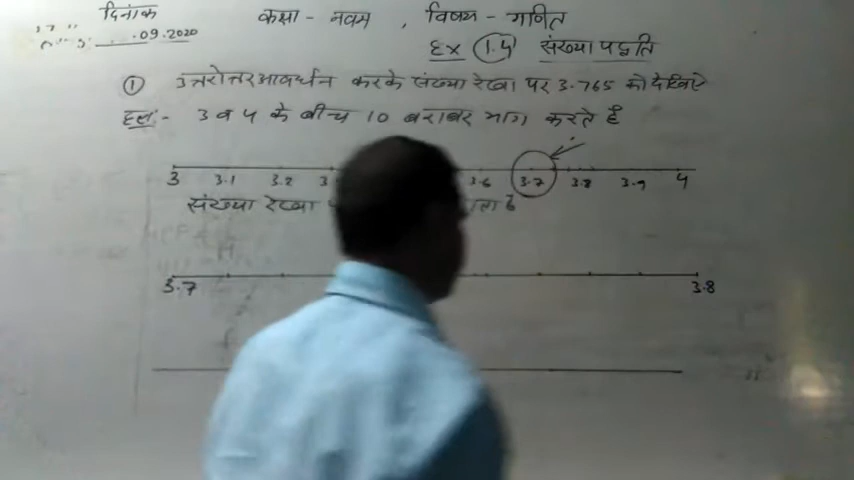 दिनांक
कक्षा - नवम , विषय - गणित
.09.2020
Ex 1.4 संख्या पद्धति
① उत्तरोत्तर आवर्धन करके संख्या रेखा पर 3.765 को देखिए
हल:- 3 व 4 के बीच 10 बराबर भाग करते हैं
3 3.1 3.2 3.6 3.7 3.8 3.9 4
संख्या रेखा
3.7 3.8